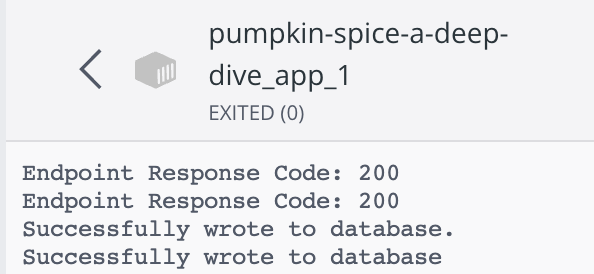 pumpkin-spice-a-deep-
dive_app_1
EXITED (0)
Endpoint Response Code: 200
Endpoint Response Code: 200
Successfully wrote to database.
Successfully wrote to database